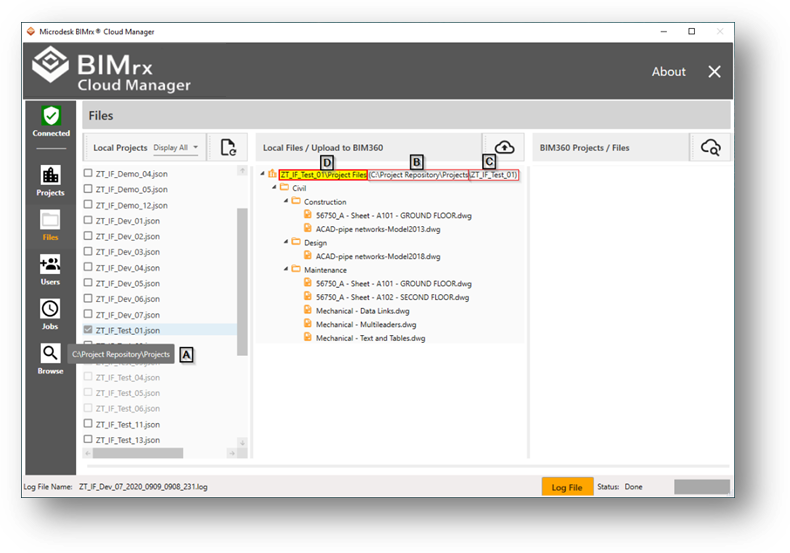 Microdesk BIMrx ® Cloud Manager
BIMrx
Cloud Manager
About
Files
Connected
Projects
Files
Users
Jobs
Browse
Local Projects Display All
ZT_IF_Demo_04.json
ZT_IF_Demo_05.json
ZT_IF_Demo_12.json
ZT_IF_Dev_01.json
ZT_IF_Dev_02.json
ZT_IF_Dev_03.json
ZT_IF_Dev_04.json
ZT_IF_Dev_05.json
ZT_IF_Dev_06.json
ZT_IF_Dev_07.json
ZT_IF_Test_01.json
C:\Project Repository\Projects A
ZT_IF_Test_04.json
ZT_IF_Test_05.json
ZT_IF_Test_06.json
ZT_IF_Test_11.json
ZT_IF_Test_13.json
Local Files / Upload to BIM360
D B C
ZT_IF_Test_01\Project Files (C:\Project Repository\Projects\ZT_IF_Test_01)
Civil
Construction
56750_A - Sheet - A101 - GROUND FLOOR.dwg
ACAD-pipe networks-Model2013.dwg
Design
ACAD-pipe networks-Model2018.dwg
Maintenance
56750_A - Sheet - A101 - GROUND FLOOR.dwg
56750_A - Sheet - A102 - SECOND FLOOR.dwg
Mechanical - Data Links.dwg
Mechanical - Multileaders.dwg
Mechanical - Text and Tables.dwg
BIM360 Projects / Files
Log File Name: ZT_IF_Dev_07_2020_0909_0908_231.log
Log File
Status: Done